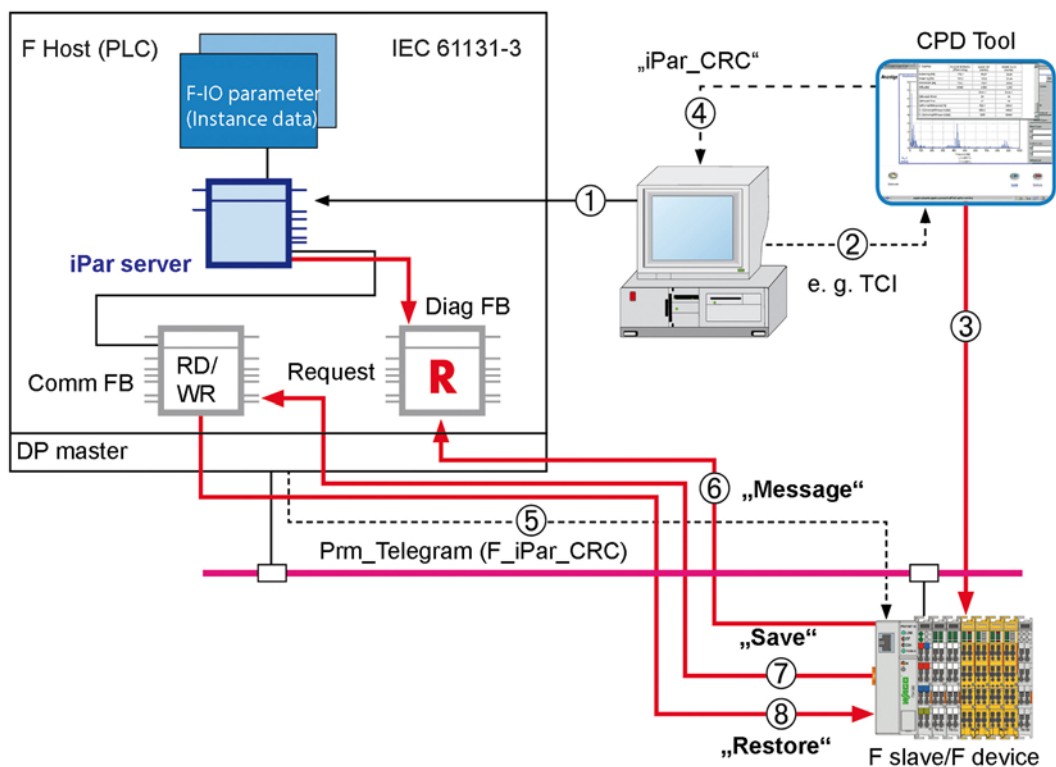 F Host (PLC)
IEC 61131-3
CPD Tool
F-IO parameter
(Instance data)
„iPar_CRC“
④
①
②
iPar server
e. g. TCI
Diag FB
③
Comm FB
RD/
WR
Request
R
DP master
⑥
„Message“
⑤
Prm_Telegram (F_iPar_CRC)
„Save“
⑦
WAGO
⑧
„Restore“
F slave/F device